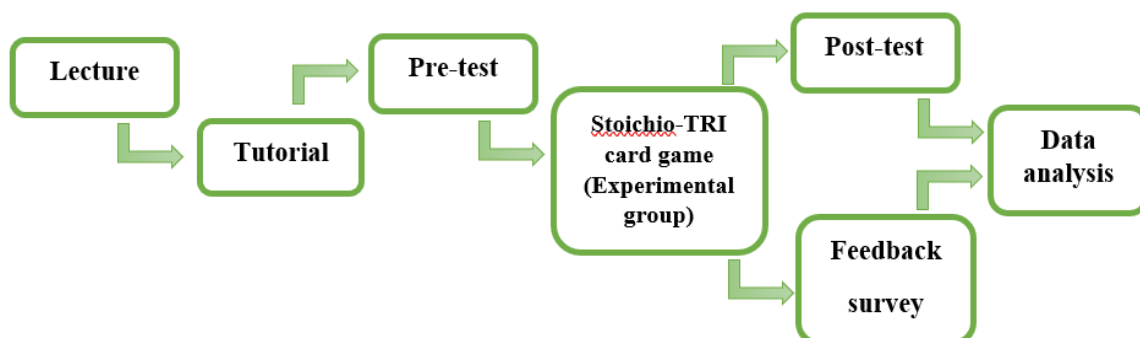 Lecture
Tutorial
Pre-test
Stoichio-TRI
card game
(Experimental
group)
Post-test
Feedback
survey
Data
analysis